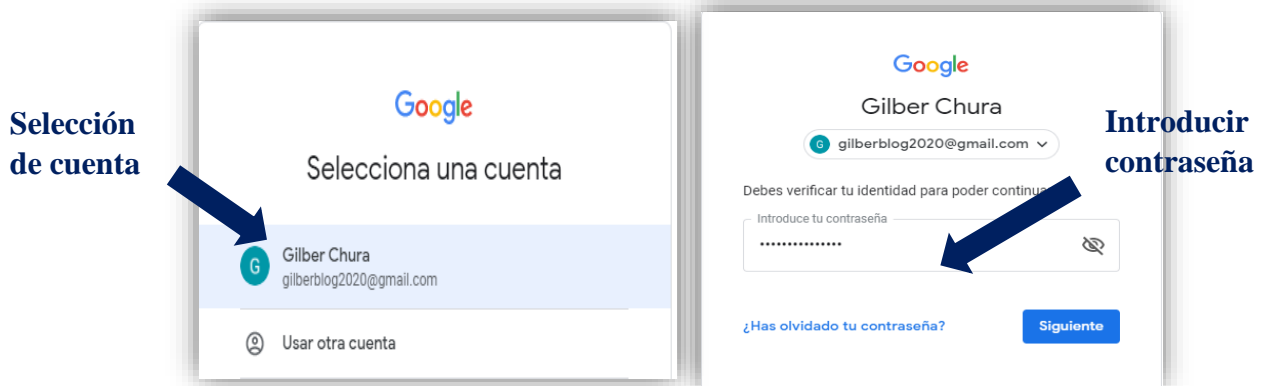 Selección
de cuenta
Google
Selecciona una cuenta
G
Gilber Chura
gilberblog2020@gmail.com
Usar otra cuenta
Google
Gilber Chura
G gilberblog2020@gmail.com
Debes verificar tu identidad para poder
Introduce tu contraseña
•••••••••••••••
¿Has olvidado tu contraseña?
Siguiente
Introducir
contraseña